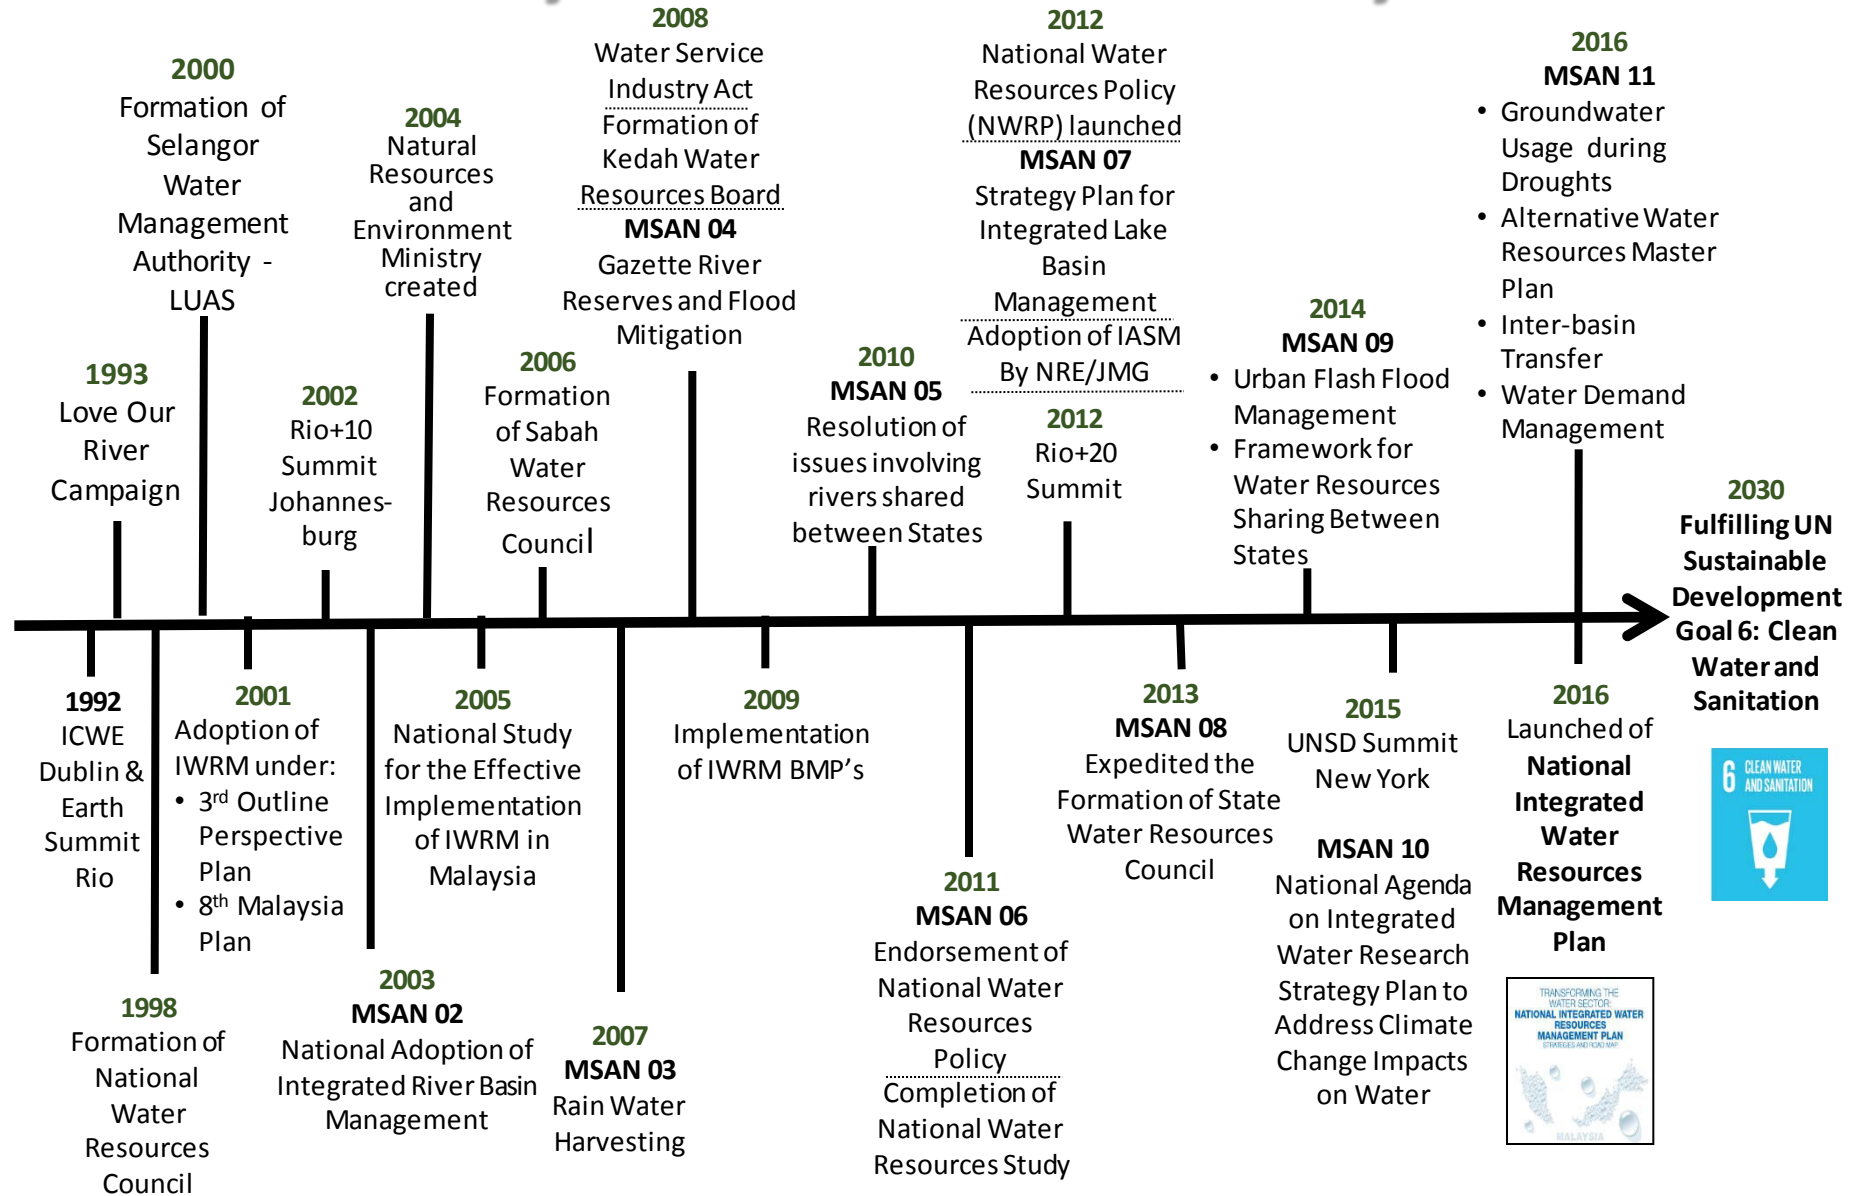 2000
Formation of
Selangor
Water
Management
Authority -
LUAS
2004
Natural
Resources
and
Environment
Ministry
created
2008
Water Service
Industry Act
Formation of
Kedah Water
Resources Board
MSAN 04
Gazette River
Reserves and Flood
Mitigation
2012
National Water
Resources Policy
(NWRP) launched
MSAN 07
Strategy Plan for
Integrated Lake
Basin
Management
Adoption of IASM
By NRE/JMG
2012
Rio+20
Summit
2016
MSAN 11
• Groundwater
Usage during
Droughts
• Alternative Water
Resources Master
Plan
• Inter-basin
Transfer
• Water Demand
Management
1993
Love Our
River
Campaign
2002
Rio+10
Summit
Johannes-
burg
2006
Formation
of Sabah
Water
Resources
Council
2010
MSAN 05
Resolution of
issues involving
rivers shared
between States
2014
MSAN 09
• Urban Flash Flood
Management
• Framework for
Water Resources
Sharing Between
States
2030
Fulfilling UN
Sustainable
Development
Goal 6: Clean
Water and
Sanitation
1992
ICWE
Dublin &
Earth
Summit
Rio
1998
Formation of
National
Water
Resources
Council
2001
Adoption of
IWRM under:
• 3rd Outline
Perspective
Plan
• 8th Malaysia
Plan
2003
MSAN 02
National Adoption of
Integrated River Basin
Management
2005
National Study
for the Effective
Implementation
of IWRM in
Malaysia
2007
MSAN 03
Rain Water
Harvesting
2009
Implementation
of IWRM BMP's
2011
MSAN 06
Endorsement of
National Water
Resources
Policy
Completion of
National Water
Resources Study
2013
MSAN 08
Expedited the
Formation of State
Water Resources
Council
2015
UNSD Summit
New York
MSAN 10
National Agenda
on Integrated
Water Research
Strategy Plan to
Address Climate
Change Impacts
on Water
2016
Launched of
National
Integrated
Water
Resources
Management
Plan
6 CLEAN WATER
AND SANITATION
TRANSFORMING THE
WATER SECTOR:
NATIONAL INTEGRATED WATER
RESOURCES
MANAGEMENT PLAN
STRATEGIES AND ROAD MAP
MALAYSIA